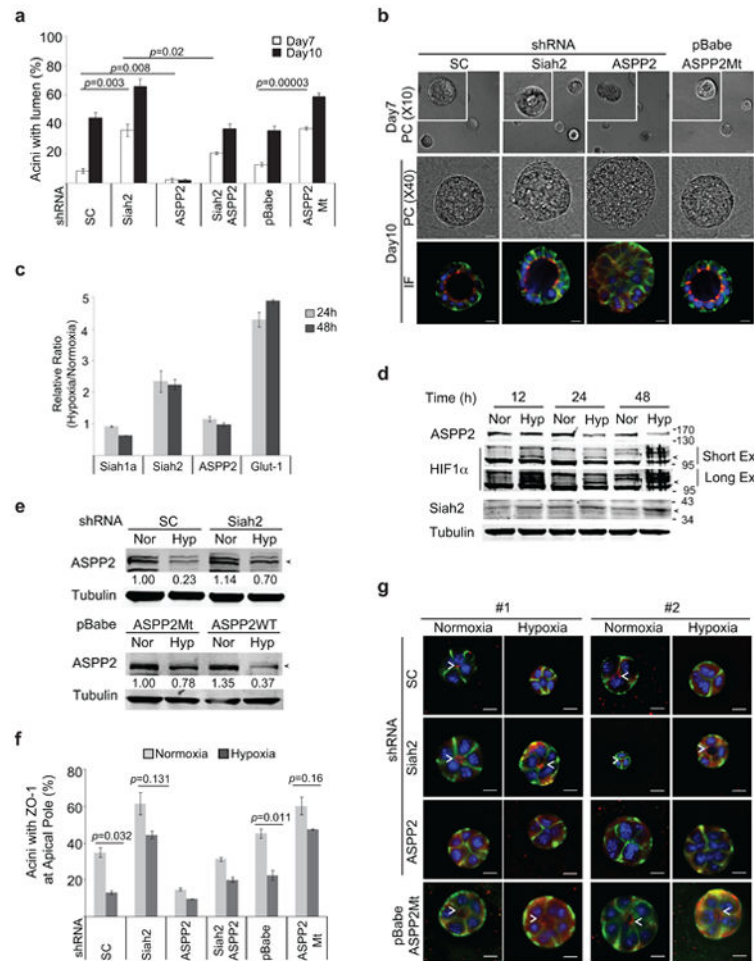 a
Acini with lumen (%)
80
60
40
20
Day7
Day10
p=0.02
p=0.008
p=0.003
p=0.00003
shRNA
SC
Siah2
ASPP2
Siah2
ASPP2
pBabe
ASPP2
Mt
b
shRNA
pBabe
SC
Siah2
ASPP2
ASPP2Mt
Day7
PC (X10)
Day10
PC (X40)
IF
c
Relative Ratio
(Hypoxia/Normoxia)
5
4
3
2
1
24h
48h
Siah1a
Siah2
ASPP2
Glut-1
d
Time (h)
12
24
48
Nor Hyp Nor Hyp Nor Hyp
ASPP2
-170
-130
HIF1α
Short Ex
95
Long Ex
95
Siah2
-43
-34
Tubulin
e
shRNA
SC
Siah2
Nor Hyp Nor Hyp
ASPP2
1.00 0.23 1.14 0.70
Tubulin
pBabe
ASPP2Mt
ASPP2WT
Nor Hyp Nor Hyp
ASPP2
1.00 0.78 1.35 0.37
Tubulin
f
Acini with ZO-1
at Apical Pole (%)
80
60
40
20
Normoxia
Hypoxia
p=0.131
p=0.16
p=0.032
p=0.011
shRNA
SC
Siah2
ASPP2
Siah2
ASPP2
pBabe
ASPP2
Mt
g
#1
#2
Normoxia
Hypoxia
Normoxia
Hypoxia
shRNA
SC
Siah2
ASPP2
pBabe
ASPP2Mt